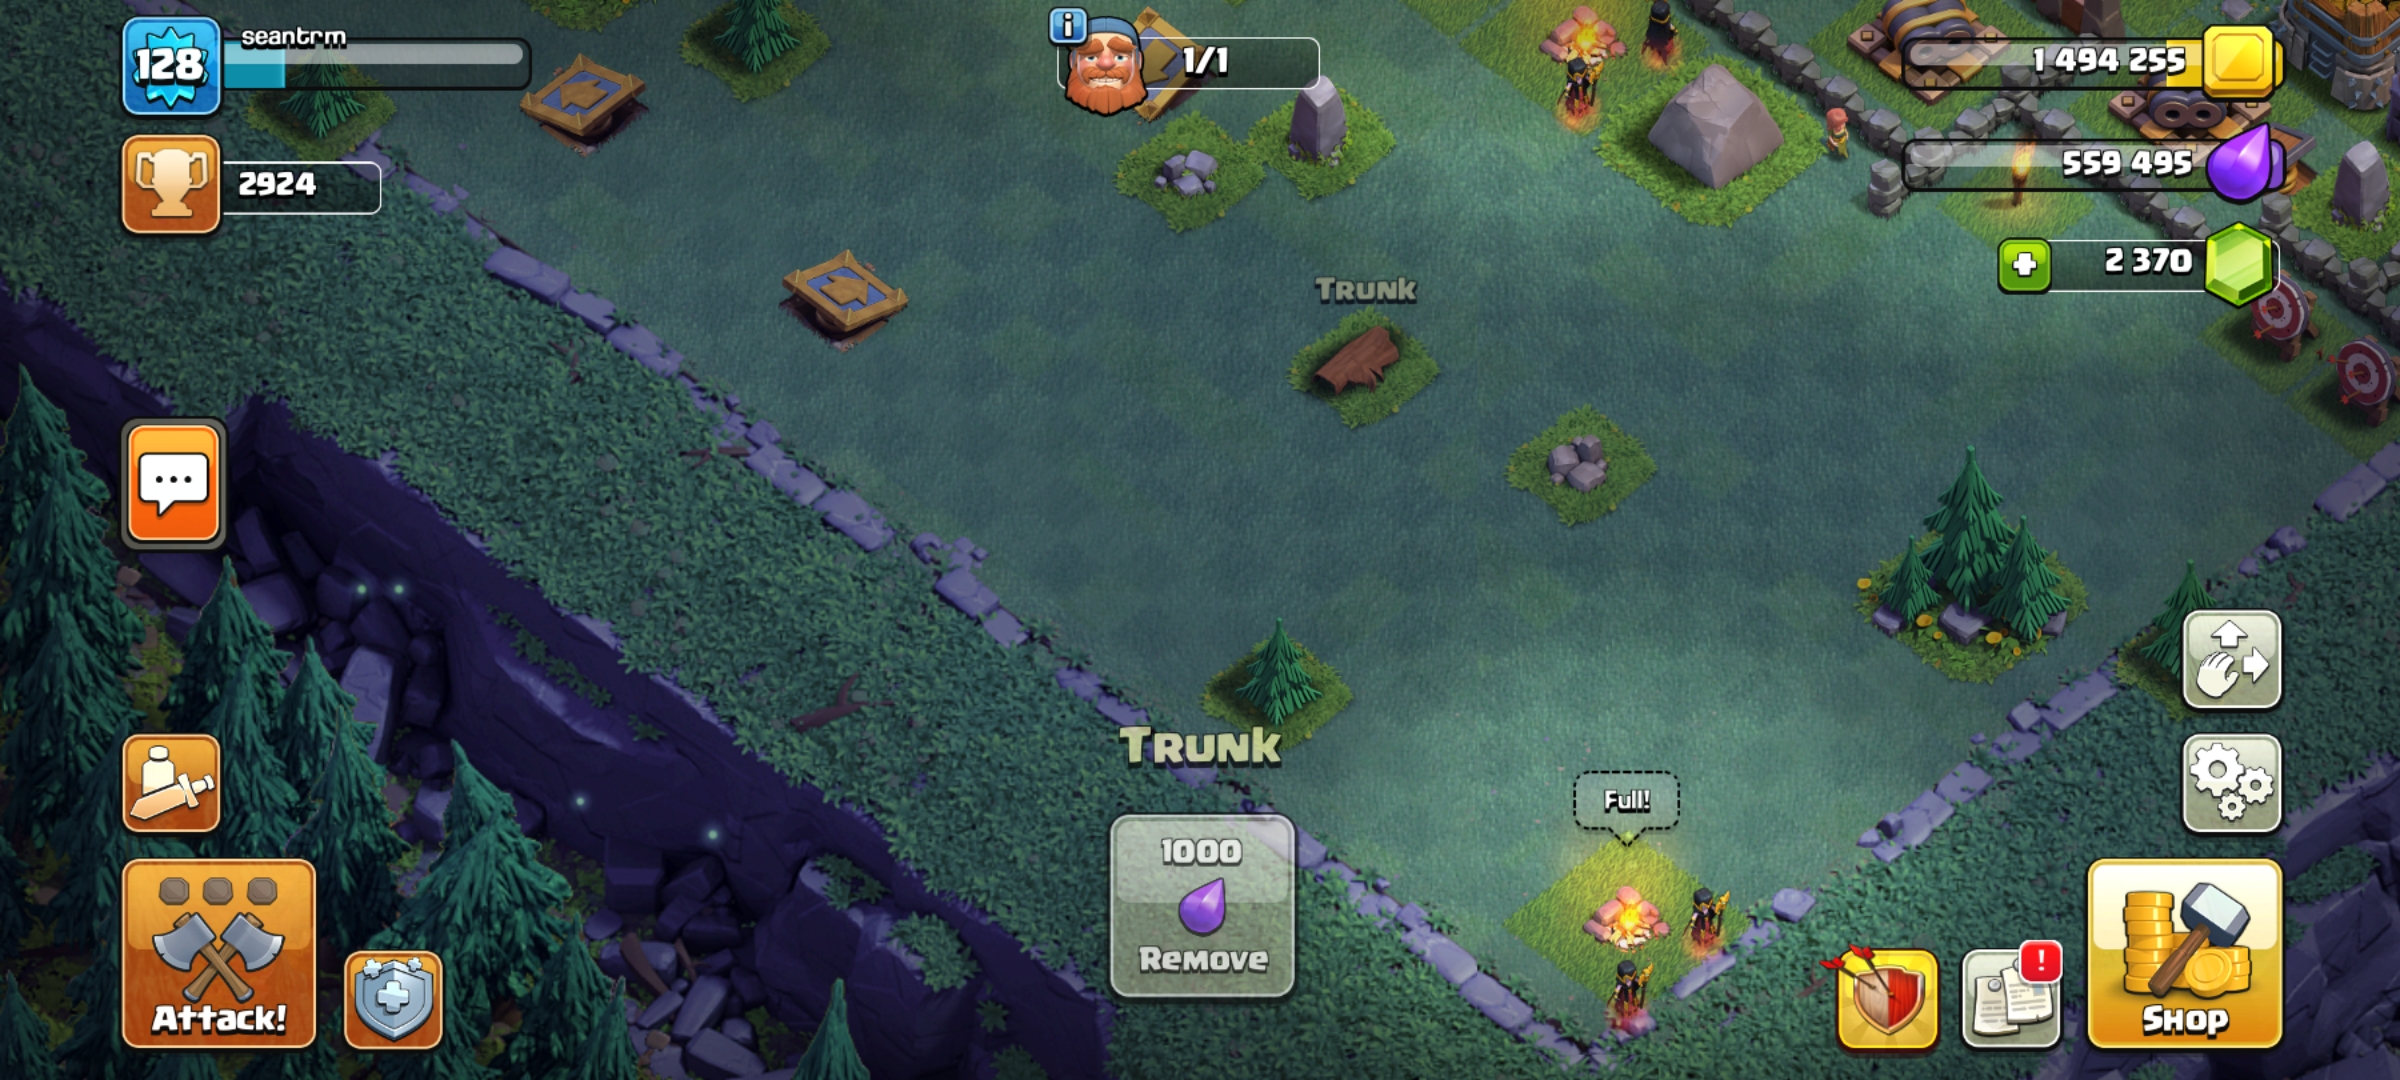 128
seantrm
2924
i
1/1
1 494 255
559 495
2 370
Trunk
Trunk
1000
Remove
Full!
Attack!
!
Shop